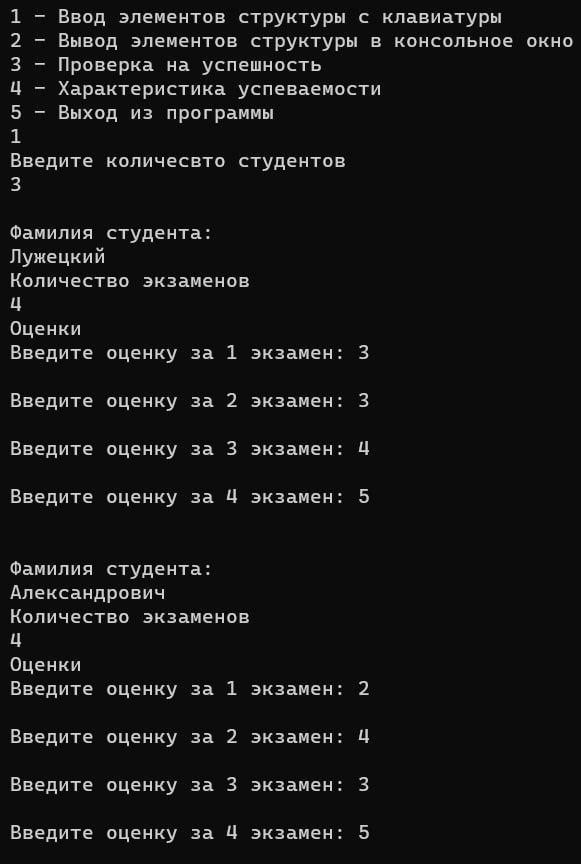 1 – Ввод элементов структуры с клавиатуры
2 – Вывод элементов структуры в консольное окно
3 – Проверка на успешность
4 – Характеристика успеваемости
5 – Выход из программы
1
Введите количесвто студентов
3
Фамилия студента:
Лужецкий
Количество экзаменов
4
Оценки
Введите оценку за 1 экзамен: 3
Введите оценку за 2 экзамен: 3
Введите оценку за 3 экзамен: 4
Введите оценку за 4 экзамен: 5
Фамилия студента:
Александрович
Количество экзаменов
4
Оценки
Введите оценку за 1 экзамен: 2
Введите оценку за 2 экзамен: 4
Введите оценку за 3 экзамен: 3
Введите оценку за 4 экзамен: 5